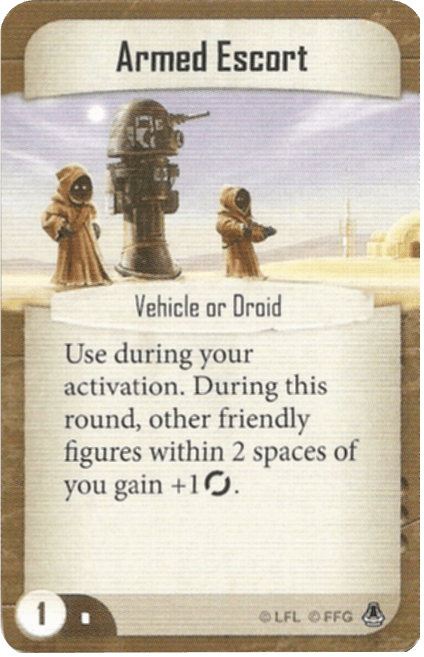 Armed Escort
Vehicle or Droid
Use during your
activation. During this
round, other friendly
figures within 2 spaces of
you gain +1.
1
©LFL ©FFG